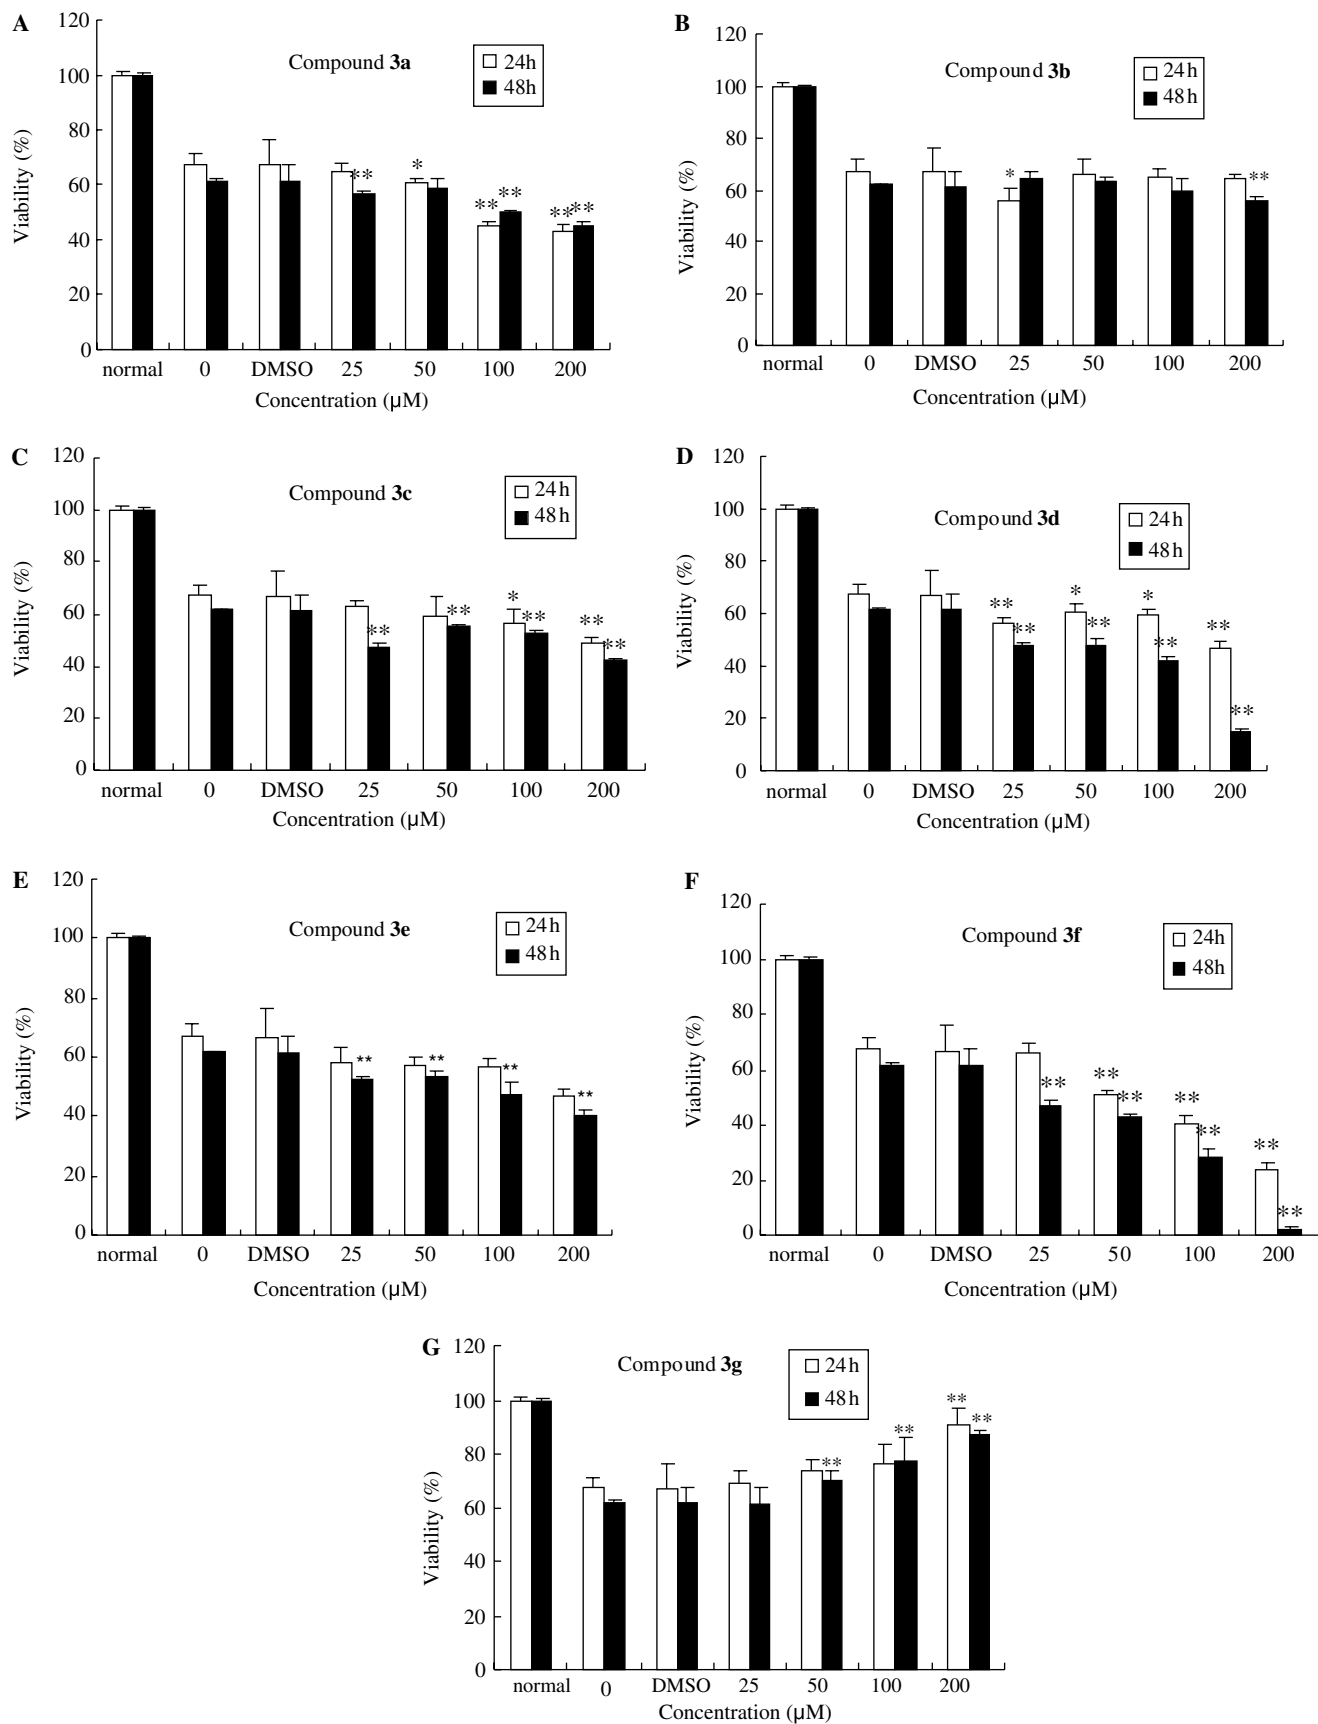 A
Compound 3a
24h
48h
Viability (%)
120
100
80
60
40
20
0
** * ** ** ** **
normal 0 DMSO 25 50 100 200
Concentration (μM)
B
Compound 3b
24h
48h
Viability (%)
120
100
80
60
40
20
0
* **
normal 0 DMSO 25 50 100 200
Concentration (μM)
C
Compound 3c
24h
48h
Viability (%)
120
100
80
60
40
20
0
** ** * ** ** **
normal 0 DMSO 25 50 100 200
Concentration (μM)
D
Compound 3d
24h
48h
Viability (%)
120
100
80
60
40
20
0
** ** * ** * ** ** **
normal 0 DMSO 25 50 100 200
Concentration (μM)
E
Compound 3e
24h
48h
Viability (%)
120
100
80
60
40
20
0
** ** ** **
normal 0 DMSO 25 50 100 200
Concentration (μM)
F
Compound 3f
24h
48h
Viability (%)
120
100
80
60
40
20
0
** ** ** ** ** ** **
normal 0 DMSO 25 50 100 200
Concentration (μM)
G
Compound 3g
24h
48h
Viability (%)
120
100
80
60
40
20
0
** ** ** **
normal 0 DMSO 25 50 100 200
Concentration (μM)